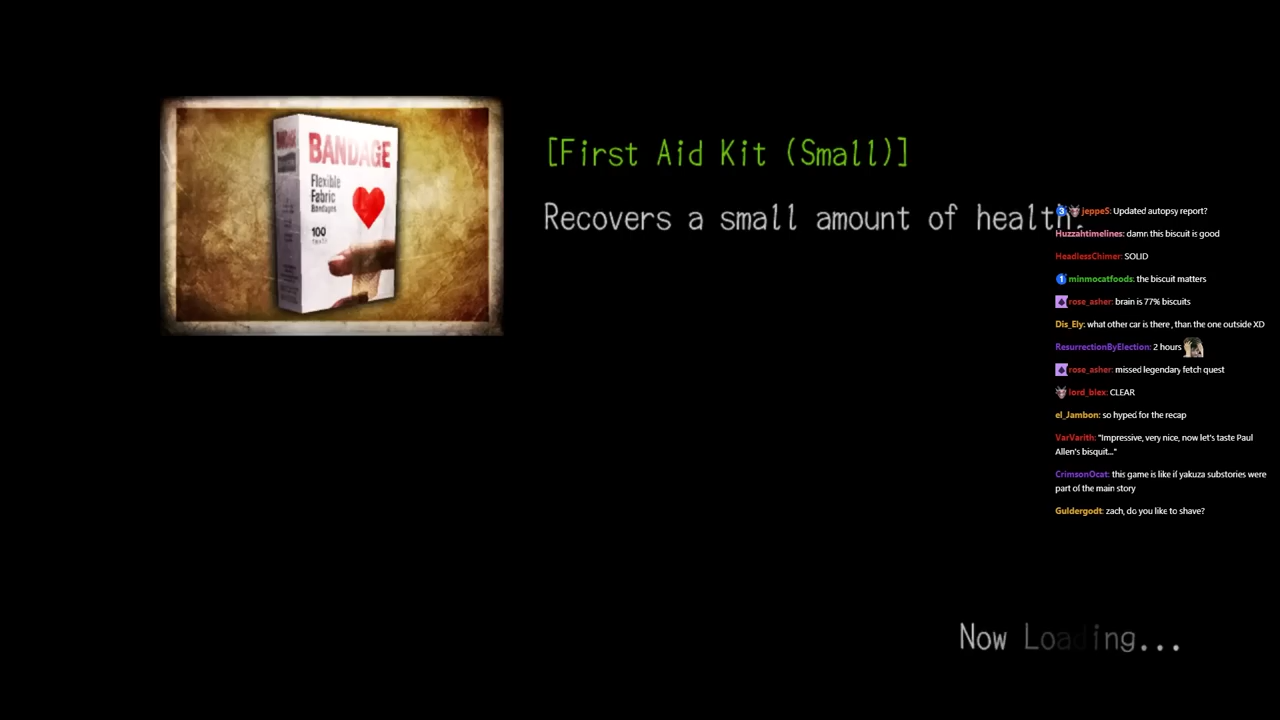 BANDAGE
Flexible
Fabric
Bandages
100
[First Aid Kit (Small)]
Recovers a small amount of health.
3 jeppeS: Updated autopsy report?
Huzzahtimelines: damn this biscuit is good
HeadlessChimer: SOLID
1 minmocatfoods: the biscuit matters
rose_asher: brain is 77% biscuits
Dis_Ely: what other car is there , than the one outside XD
ResurrectionByElection: 2 hours
rose_asher: missed legendary fetch quest
lord_blex: CLEAR
el_Jambon: so hyped for the recap
VarVarith: "Impressive, very nice, now let's taste Paul
Allen's bisquit..."
CrimsonOcat: this game is like if yakuza substories were
part of the main story
Guldergodt: zach, do you like to shave?
Now Loading...